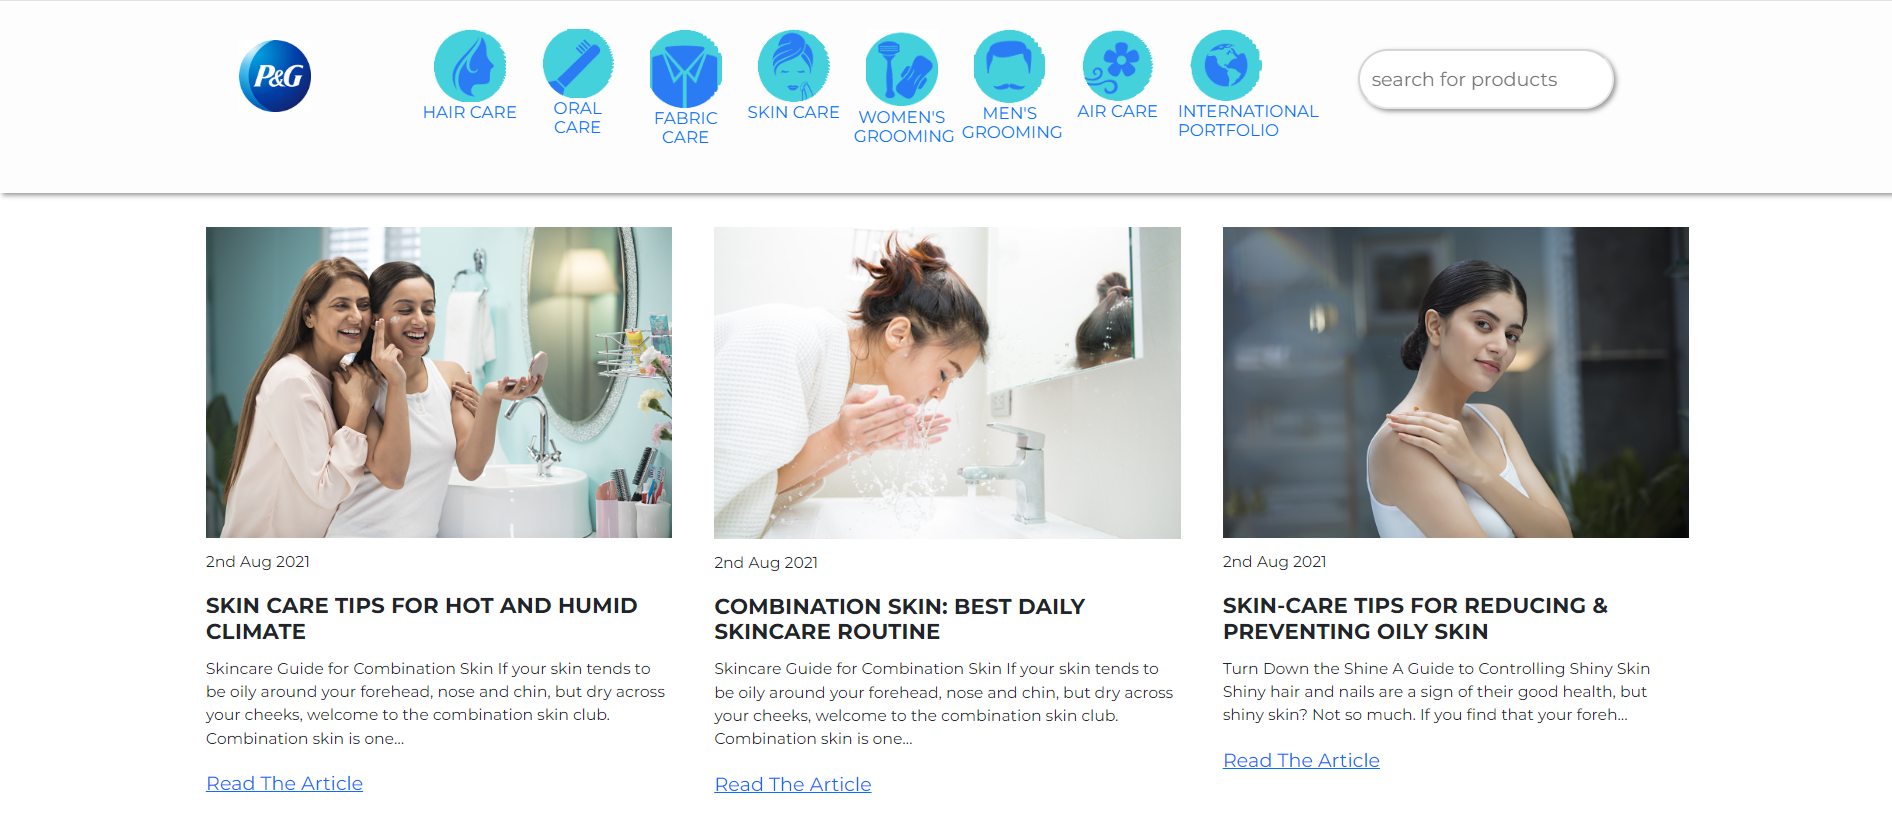 P&G
HAIR CARE
ORAL
CARE
FABRIC
CARE
SKIN CARE
WOMEN'S
GROOMING
MEN'S
GROOMING
AIR CARE
INTERNATIONAL
PORTFOLIO
search for products
2nd Aug 2021
SKIN CARE TIPS FOR HOT AND HUMID
CLIMATE
Skincare Guide for Combination Skin If your skin tends to
be oily around your forehead, nose and chin, but dry across
your cheeks, welcome to the combination skin club.
Combination skin is one...
Read The Article
2nd Aug 2021
COMBINATION SKIN: BEST DAILY
SKINCARE ROUTINE
Skincare Guide for Combination Skin If your skin tends to
be oily around your forehead, nose and chin, but dry across
your cheeks, welcome to the combination skin club.
Combination skin is one...
Read The Article
2nd Aug 2021
SKIN-CARE TIPS FOR REDUCING &
PREVENTING OILY SKIN
Turn Down the Shine A Guide to Controlling Shiny Skin
Shiny hair and nails are a sign of their good health, but
shiny skin? Not so much. If you find that your foreh...
Read The Article